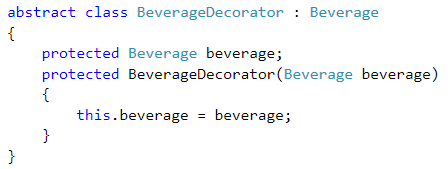 abstract class BeverageDecorator : Beverage
{
    protected Beverage beverage;
    protected BeverageDecorator(Beverage beverage)
    {
        this.beverage = beverage;
    }
}